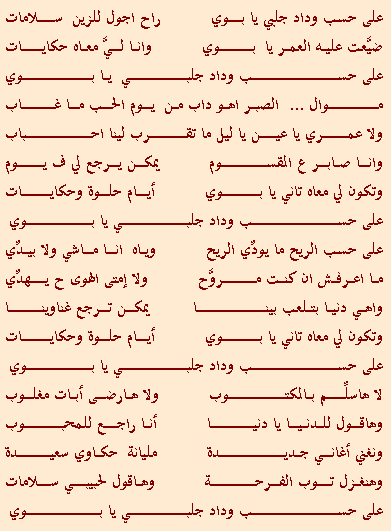 على حسب وداد جلبي يا بوي راح اجول للزين سلامات
ضيَّعت عليه العمر يا بوي وانا ليَّ معاه حكايات
على حسب وداد جلبي يا بوي
موال ... الصبر اهو داب من يوم الحب ما غاب
ولا عمري يا عين يا ليل ما تقرب لينا احباب
وانا صابر ع المقسوم يمكن يرجع لي ف يوم
وتكون لي معاه تاني يا بوي أيام حلوة وحكايات
على حسب وداد جلبي يا بوي
على حسب الريح ما يودِّي الريح وياه انا ماشي ولا بيدِّي
ما اعرفش ان كنت مروَّح ولا إمتى الهوى ح يهدِّي
واهي دنيا بتلعب بينا يمكن ترجع غناوينا
وتكون لي معاه تاني يا بوي أيام حلوة وحكايات
على حسب وداد جلبي يا بوي
لا هاسلِّم بالكتوب ولا هارضى أبات مغلوب
وهاقول للدنيا يا دنيا أنا راجع للمحبوب
ونغني أغاني جديدة مليانة حكاوي سعيدة
وهنغزل توب الفرحة وهاقول لحبيبي سلامات
على حسب وداد جلبي يا بوي